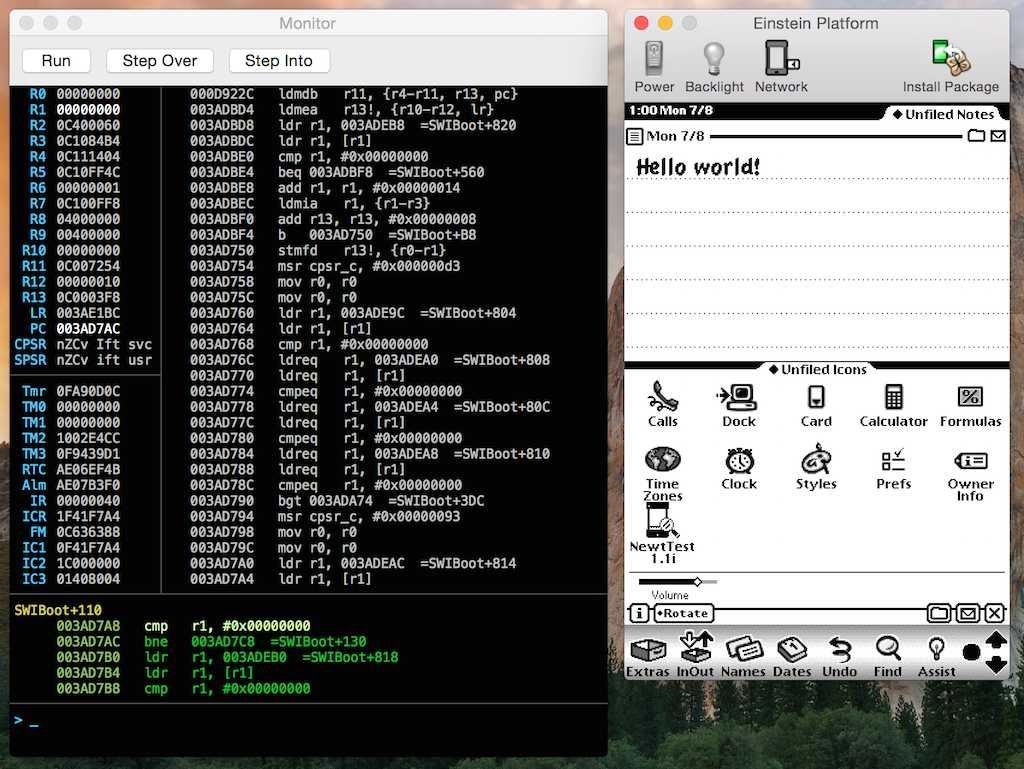 Monitor
Run Step Over Step Into
R0 00000000
R1 00000000
R2 0C400060
R3 0C1084B4
R4 0C111404
R5 0C10FF4C
R6 00000001
R7 0C100FF8
R8 04000000
R9 00400000
R10 00000000
R11 0C007254
R12 00000010
R13 0C0003F8
LR 003AE1BC
PC 003AD7AC
CPSR nZCv Ift svc
SPSR nZCv ift usr
Tmr 0FA90D0C
TM0 00000000
TM1 00000000
TM2 1002E4CC
TM3 0F9439D1
RTC AE06EF4B
Alm AE07B3F0
IR 00000040
ICR 1F41F7A4
FM 0C636388
IC1 0F41F7A4
IC2 1C000000
IC3 01408004
000D922C ldmdb r11, {r4-r11, r13, pc}
003ADBD4 ldmea r13!, {r10-r12, lr}
003ADBD8 ldr r1, 003ADEB8 =SWIBoot+820
003ADBDC ldr r1, [r1]
003ADBE0 cmp r1, #0x00000000
003ADBE4 beq 003ADBF8 =SWIBoot+560
003ADBE8 add r1, r1, #0x00000014
003ADBEC ldmia r1, {r1-r3}
003ADBF0 add r13, r13, #0x00000008
003ADBF4 b 003AD750 =SWIBoot+B8
003AD750 stmfd r13!, {r0-r1}
003AD754 msr cpsr_c, #0x000000d3
003AD758 mov r0, r0
003AD75C mov r0, r0
003AD760 ldr r1, 003ADE9C =SWIBoot+804
003AD764 ldr r1, [r1]
003AD768 cmp r1, #0x00000000
003AD76C ldreq r1, 003ADEA0 =SWIBoot+808
003AD770 ldreq r1, [r1]
003AD774 cmpeq r1, #0x00000000
003AD778 ldreq r1, 003ADEA4 =SWIBoot+80C
003AD77C ldreq r1, [r1]
003AD780 cmpeq r1, #0x00000000
003AD784 ldreq r1, 003ADEA8 =SWIBoot+810
003AD788 ldreq r1, [r1]
003AD78C cmpeq r1, #0x00000000
003AD790 bgt 003ADA74 =SWIBoot+3DC
003AD794 msr cpsr_c, #0x00000093
003AD798 mov r0, r0
003AD79C mov r0, r0
003AD7A0 ldr r1, 003ADEAC =SWIBoot+814
003AD7A4 ldr r1, [r1]
SWIBoot+110
003AD7A8 cmp r1, #0x00000000
003AD7AC bne 003AD7C8 =SWIBoot+130
003AD7B0 ldr r1, 003ADEB0 =SWIBoot+818
003AD7B4 ldr r1, [r1]
003AD7B8 cmp r1, #0x00000000
> _
Einstein Platform
Power Backlight Network Install Package
1:00 Mon 7/8 Unfiled Notes
Mon 7/8
Hello world!
Unfiled Icons
Calls Dock Card Calculator Formulas
Time Zones Clock Styles Prefs Owner Info
NewtTest
1.1i
Volume
i Rotate
Extras InOut Names Dates Undo Find Assist